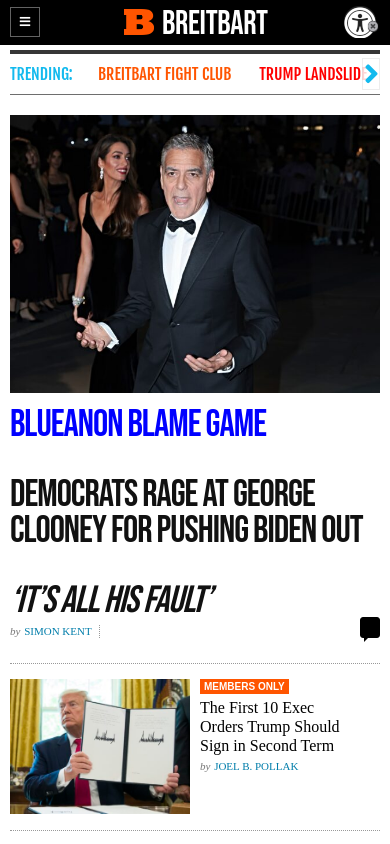 BREITBART
TRENDING: BREITBART FIGHT CLUB TRUMP LANDSLID
BLUEANON BLAME GAME
DEMOCRATS RAGE AT GEORGE
CLOONEY FOR PUSHING BIDEN OUT
‘IT’S ALL HIS FAULT’
by SIMON KENT
MEMBERS ONLY
The First 10 Exec
Orders Trump Should
Sign in Second Term
by JOEL B. POLLAK